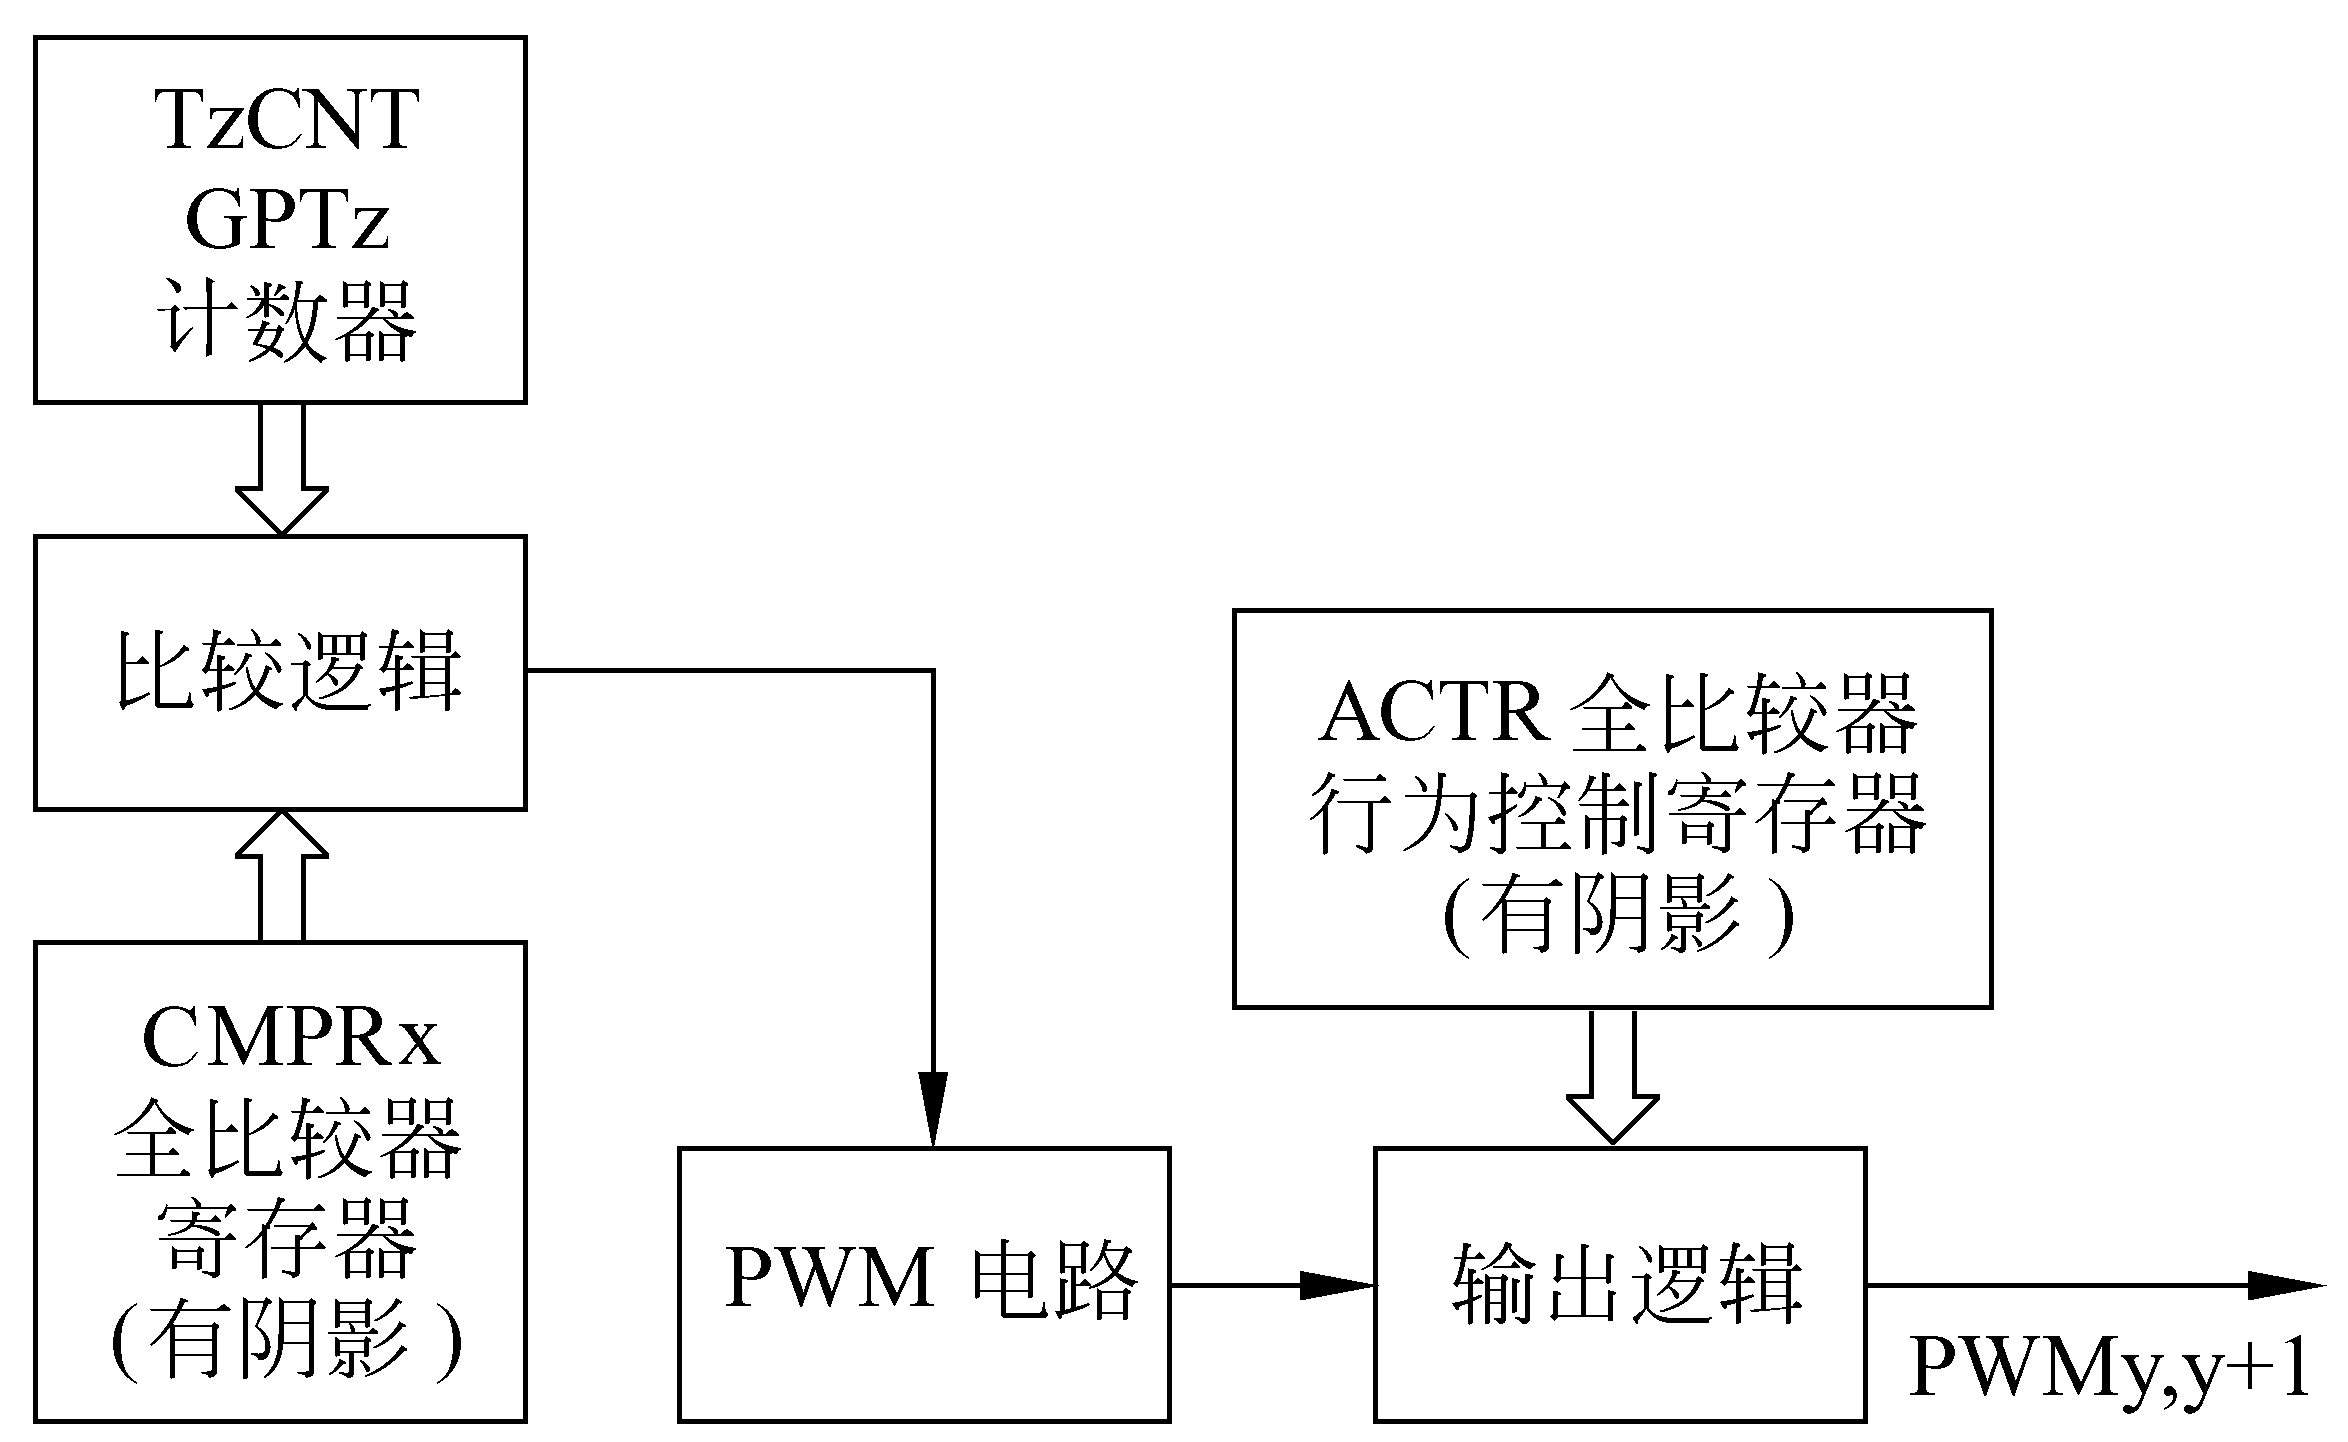 TzCNT
GPTz
计数器
比较逻辑
CMPRx
全比较器
寄存器
(有阴影)
PWM 电路
ACTR 全比较器
行为控制寄存器
(有阴影)
输出逻辑
PWMy,y+1